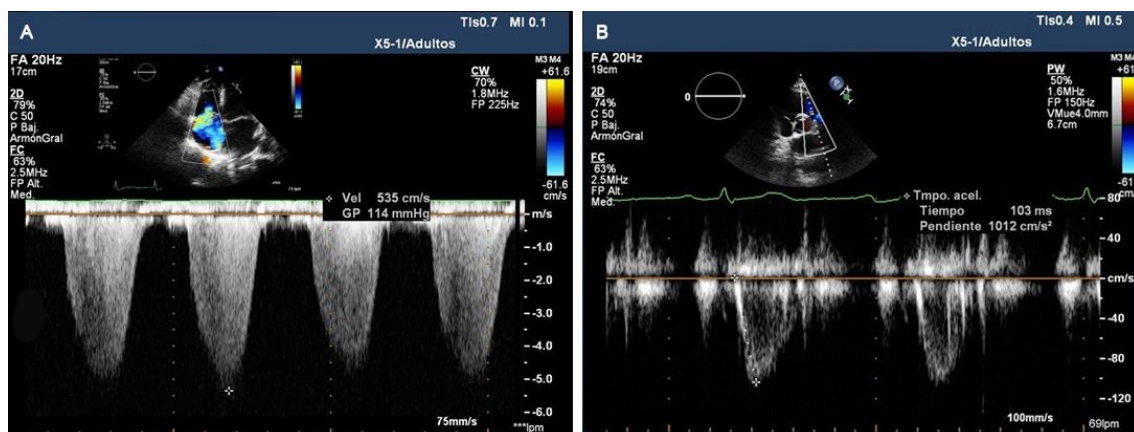 A
TIs0.7 MI 0.1
X5-1/Adultos
FA 20Hz
17cm
2D
79%
C 50
P Baj.
ArmónGral
FC
63%
2.5MHz
FP Alt.
Med.
CW
70%
1.8MHz
FP 225Hz
M3 M4
+61.6
-61.6
cm/s
Vel 535 cm/s
GP 114 mmHg
m/s
-1.0
-2.0
-3.0
-4.0
-5.0
-6.0
75mm/s
***lpm
B
TIs0.4 MI 0.5
X5-1/Adultos
FA 20Hz
19cm
2D
74%
C 50
P Baj.
ArmónGral
FC
63%
2.5MHz
FP Alt.
Med.
0
P
PW
50%
1.6MHz
FP 150Hz
VMue4.0mm
6.7cm
M3 M4
+61
-61
cm/
Tmpo. acel.
Tiempo 103 ms
Pendiente 1012 cm/s²
80
40
cm/s
-40
-80
-120
100mm/s
69lpm